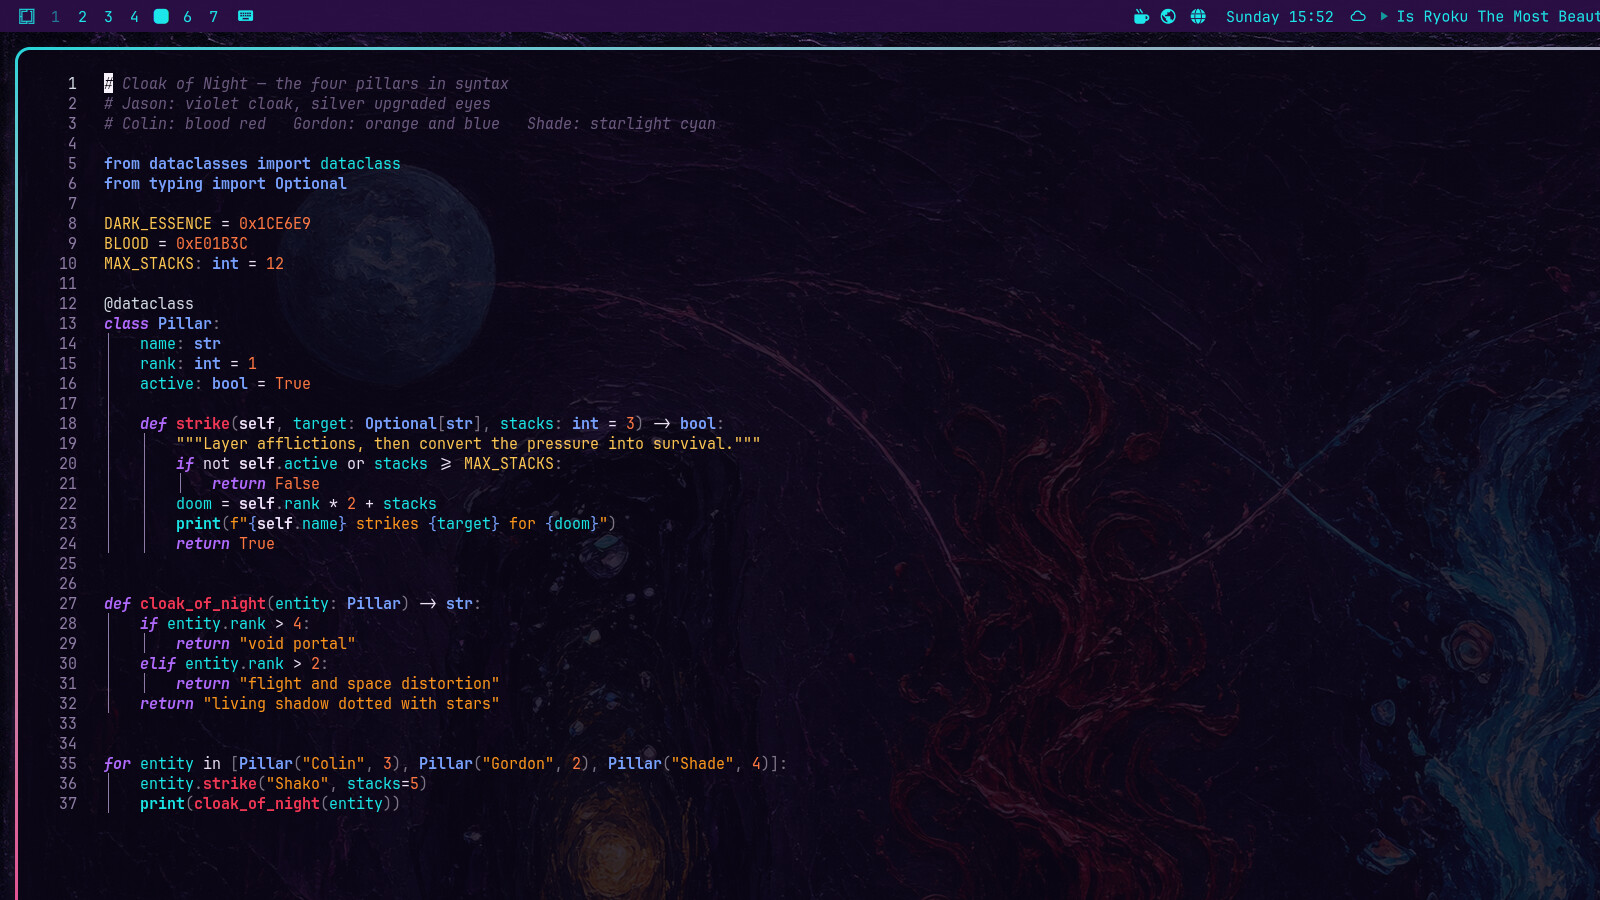 1 2 3 4 6 7 Sunday 15:52 Is Ryoku The Most Beaut
1 # Cloak of Night — the four pillars in syntax
2 # Jason: violet cloak, silver upgraded eyes
3 # Colin: blood red   Gordon: orange and blue   Shade: starlight cyan
4
5 from dataclasses import dataclass
6 from typing import Optional
7
8 DARK_ESSENCE = 0x1CE6E9
9 BLOOD = 0xE01B3C
10 MAX_STACKS: int = 12
11
12 @dataclass
13 class Pillar:
14     name: str
15     rank: int = 1
16     active: bool = True
17
18     def strike(self, target: Optional[str], stacks: int = 3) -> bool:
19         """Layer afflictions, then convert the pressure into survival."""
20         if not self.active or stacks >= MAX_STACKS:
21             return False
22         doom = self.rank * 2 + stacks
23         print(f"{self.name} strikes {target} for {doom}")
24         return True
25
26
27 def cloak_of_night(entity: Pillar) -> str:
28     if entity.rank > 4:
29         return "void portal"
30     elif entity.rank > 2:
31         return "flight and space distortion"
32     return "living shadow dotted with stars"
33
34
35 for entity in [Pillar("Colin", 3), Pillar("Gordon", 2), Pillar("Shade", 4)]:
36     entity.strike("Shako", stacks=5)
37     print(cloak_of_night(entity))